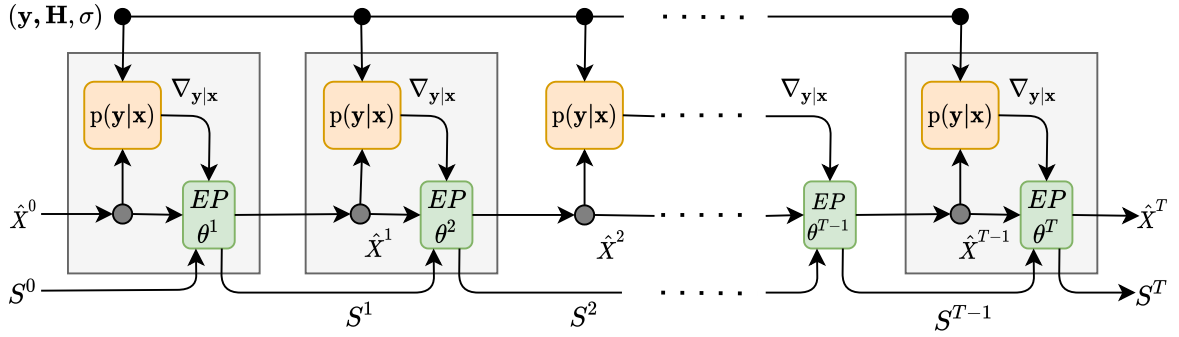 (y, H, σ) · · · · ·
∇y|x ∇y|x ∇y|x ∇y|x
p(y|x) p(y|x) p(y|x) · · · · · p(y|x)
X̂⁰ EP EP · · · · · EP EP X̂ᵀ
θ¹ θ² θᵀ⁻¹ θᵀ
X̂¹ X̂² X̂ᵀ⁻¹
S⁰ · · · · · Sᵀ
S¹ S² Sᵀ⁻¹